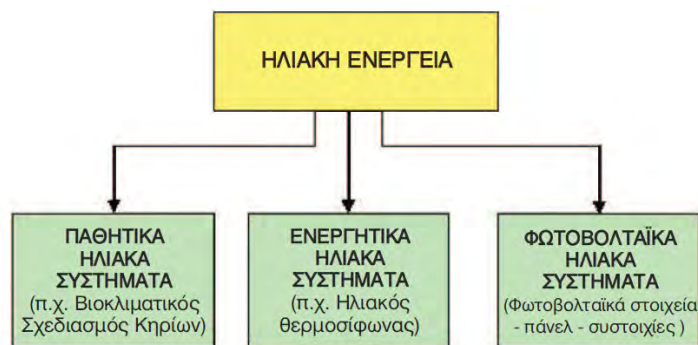 ΗΛΙΑΚΗ ΕΝΕΡΓΕΙΑ
ΠΑΘΗΤΙΚΑ
ΗΛΙΑΚΑ
ΣΥΣΤΗΜΑΤΑ
(π.χ. Βιοκλιματικός
Σχεδιασμός Κηρίων)
ΕΝΕΡΓΗΤΙΚΑ
ΗΛΙΑΚΑ
ΣΥΣΤΗΜΑΤΑ
(π.χ. Ηλιακός
θερμοσίφωνας)
ΦΩΤΟΒΟΛΤΑΪΚΑ
ΗΛΙΑΚΑ
ΣΥΣΤΗΜΑΤΑ
(Φωτοβολταϊκά στοιχεία
- πάνελ - συστοιχίες )